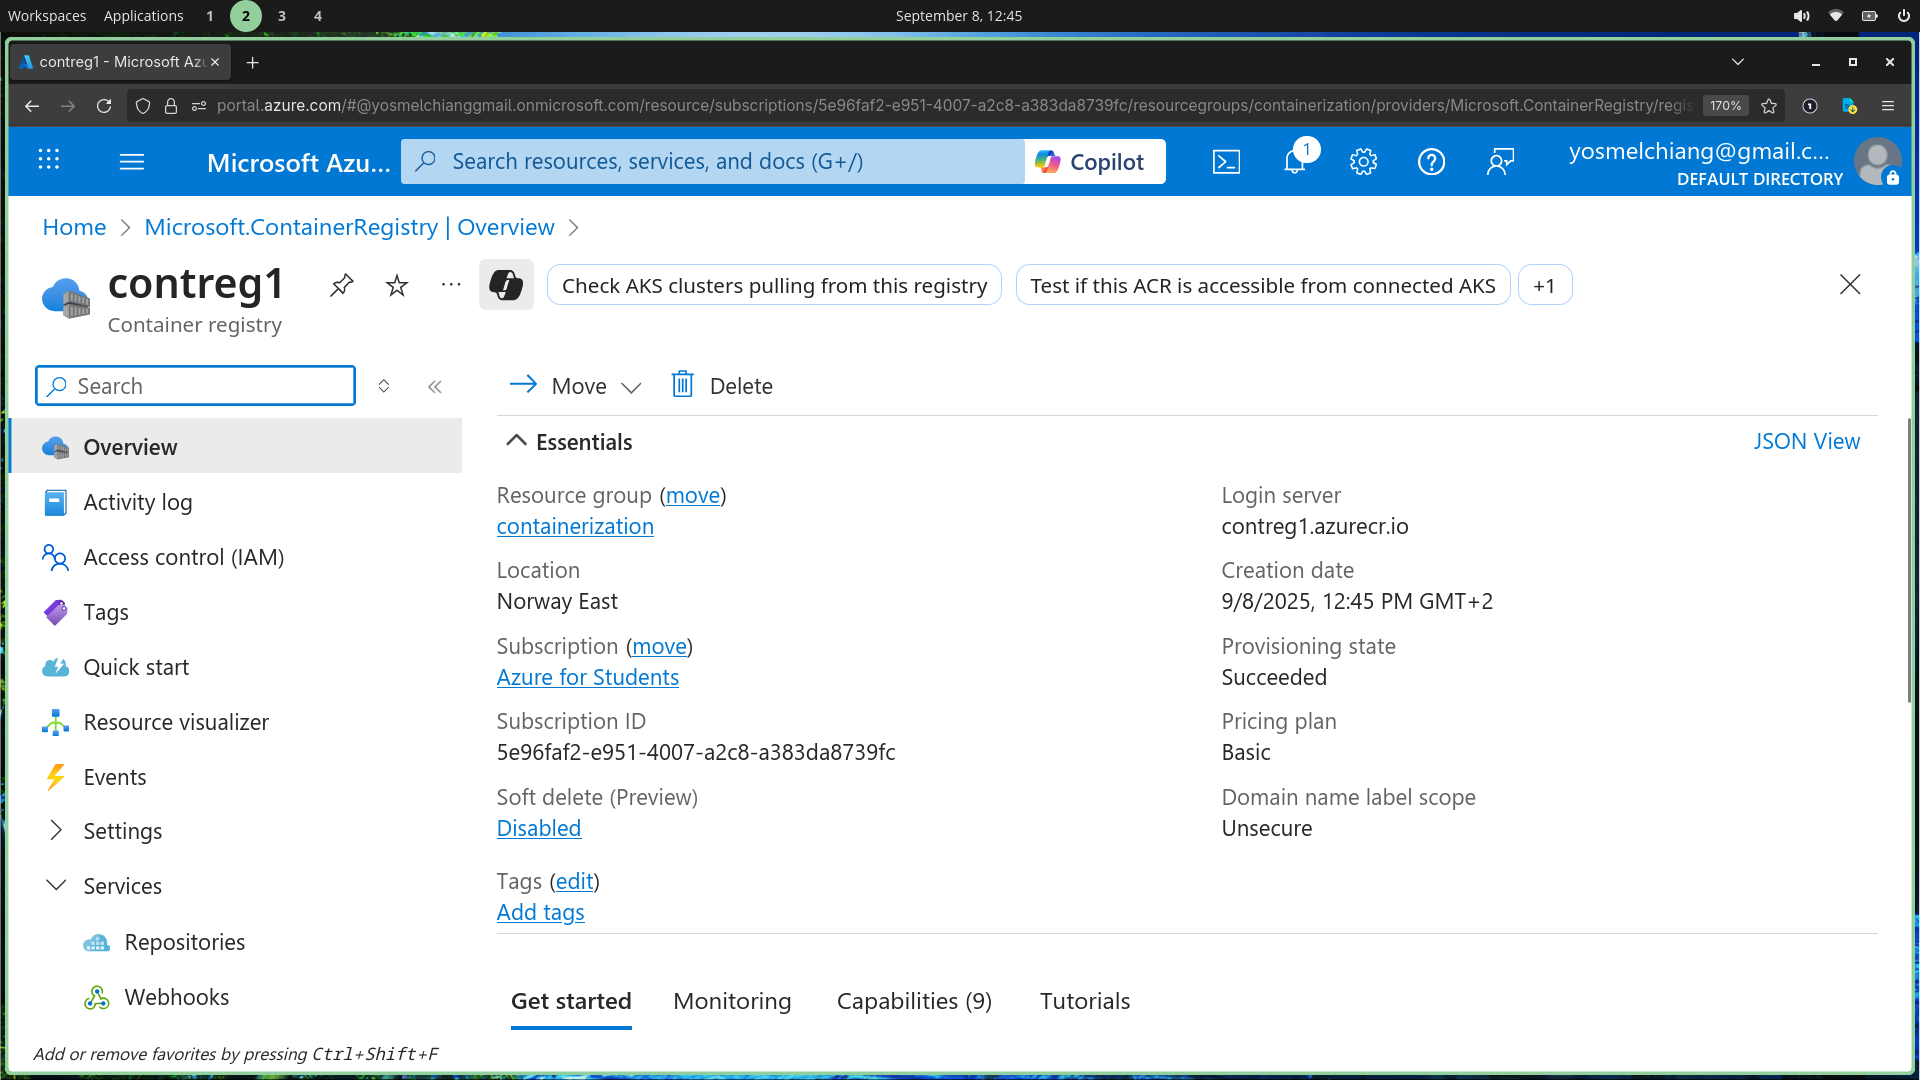 Workspaces Applications 1 2 3 4 September 8, 12:45
contreg1 - Microsoft Az
portal.azure.com/#@yosmelchianggmail.onmicrosoft.com/resource/subscriptions/5e96faf2-e951-4007-a2c8-a383da8739fc/resourcegroups/containerization/providers/Microsoft.ContainerRegistry/regis 170%
Microsoft Azu... Search resources, services, and docs (G+/) Copilot 1 yosmelchiang@gmail.c...
DEFAULT DIRECTORY
Home > Microsoft.ContainerRegistry | Overview >
contreg1 ... Check AKS clusters pulling from this registry Test if this ACR is accessible from connected AKS +1
Container registry
Search
Move Delete
Overview
Activity log
Access control (IAM)
Tags
Quick start
Resource visualizer
Events
Settings
Services
Repositories
Webhooks
Add or remove favorites by pressing Ctrl+Shift+F
Essentials JSON View
Resource group (move)
containerization
Location
Norway East
Subscription (move)
Azure for Students
Subscription ID
5e96faf2-e951-4007-a2c8-a383da8739fc
Soft delete (Preview)
Disabled
Login server
contreg1.azurecr.io
Creation date
9/8/2025, 12:45 PM GMT+2
Provisioning state
Succeeded
Pricing plan
Basic
Domain name label scope
Unsecure
Tags (edit)
Add tags
Get started Monitoring Capabilities (9) Tutorials